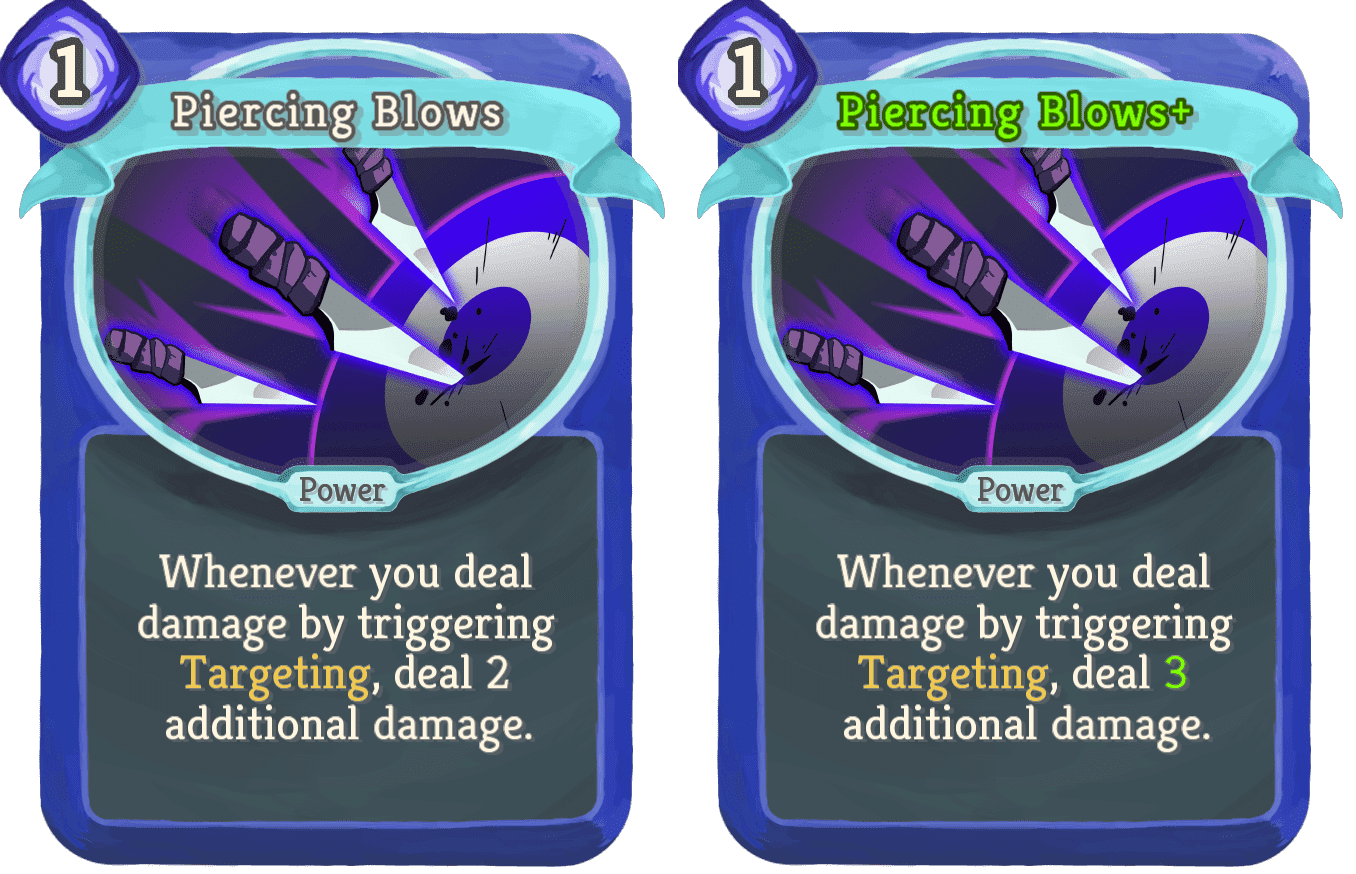 1
Piercing Blows
Power
Whenever you deal
damage by triggering
Targeting, deal 2
additional damage.
1
Piercing Blows+
Power
Whenever you deal
damage by triggering
Targeting, deal 3
additional damage.